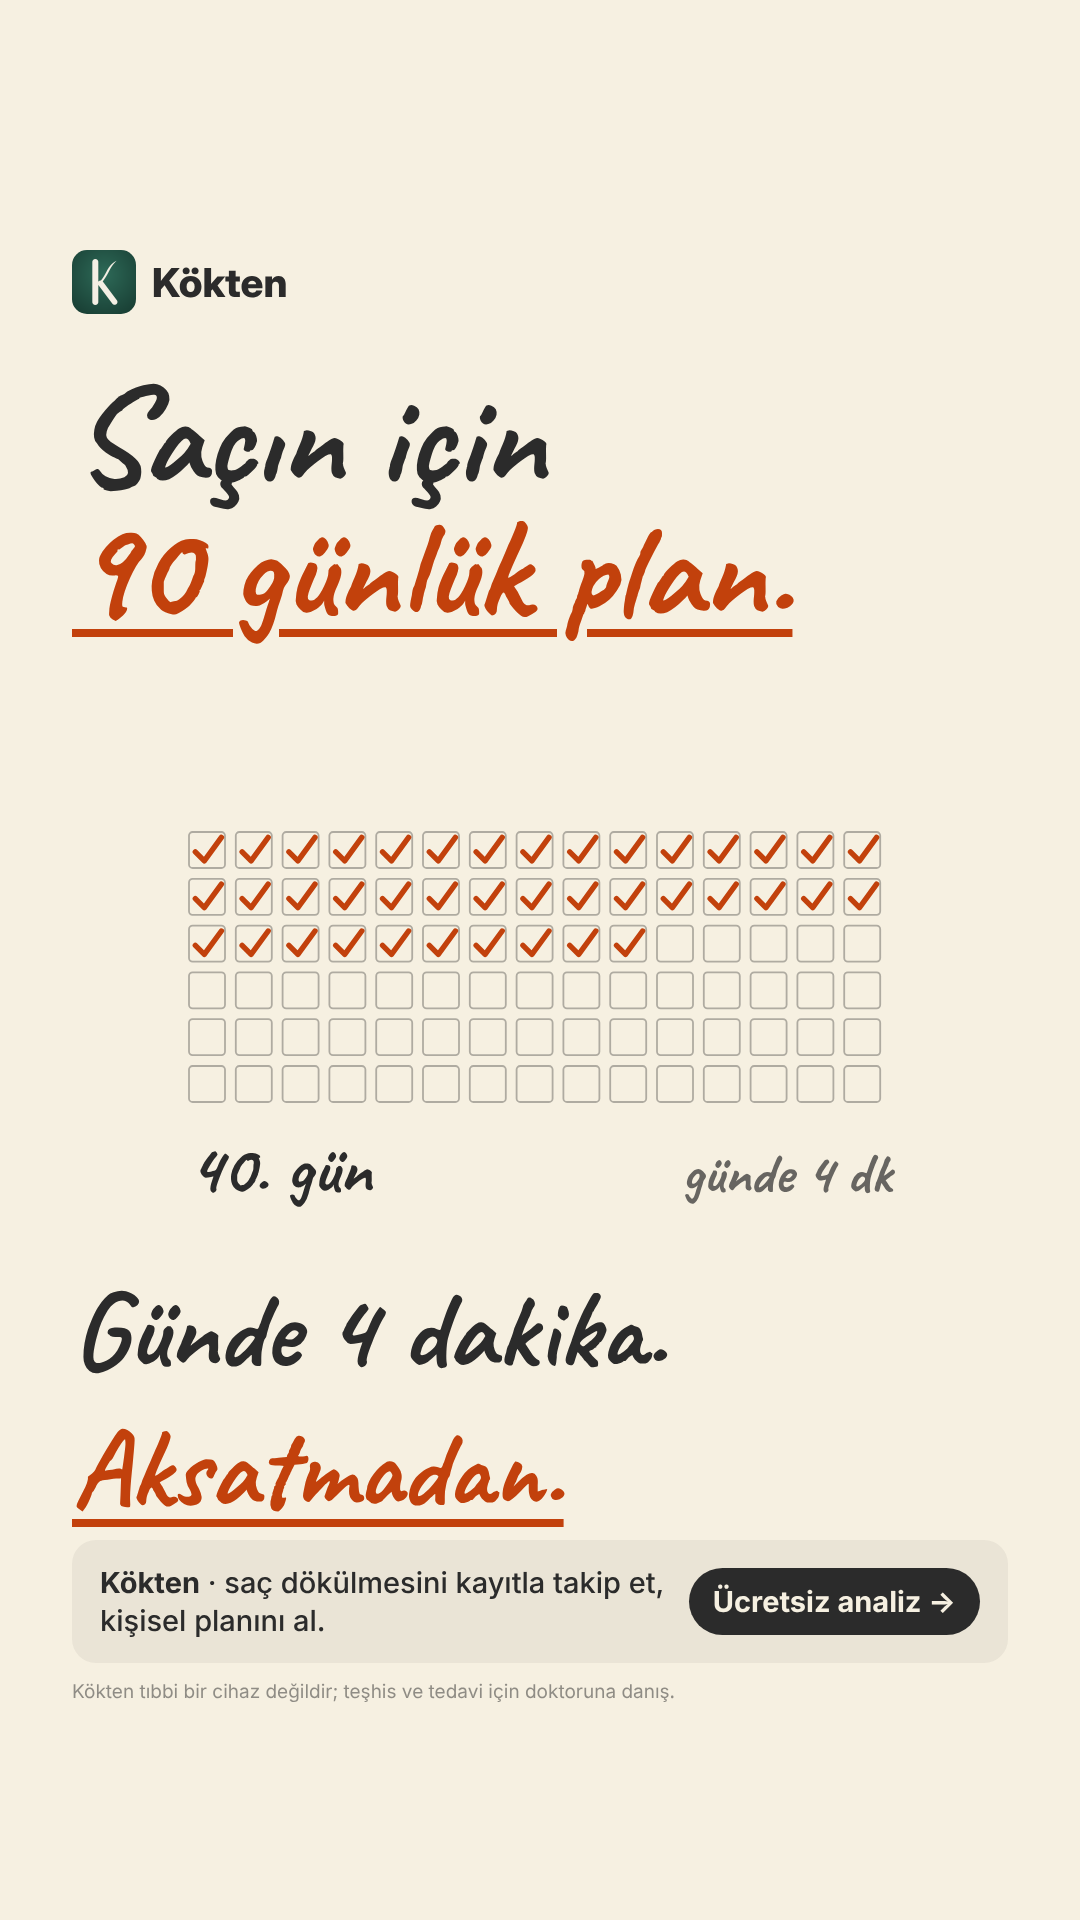 Kökten
Saçın için
90 günlük plan.
40. gün
günde 4 dk
Günde 4 dakika.
Aksatmadan.
Kökten · saç dökülmesini kayıtla takip et,
kişisel planını al.
Ücretsiz analiz →
Kökten tıbbi bir cihaz değildir; teşhis ve tedavi için doktoruna danış.